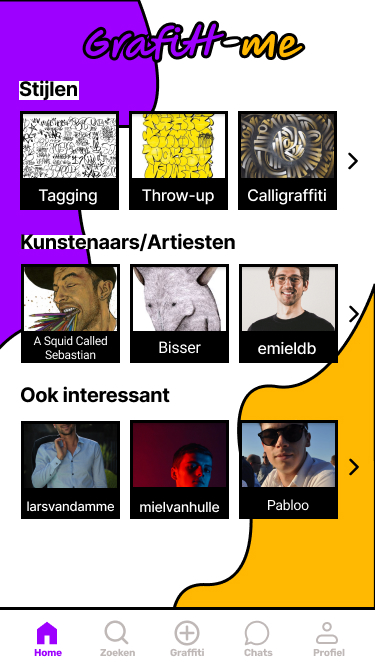 Grafitt-me
Stijlen
Tagging
Throw-up
Calligraffiti
Kunstenaars/Artiesten
A Squid Called
Sebastian
Bisser
emieldb
Ook interessant
larsvandamme
mielvanhulle
Pabloo
Home
Zoeken
Graffiti
Chats
Profiel